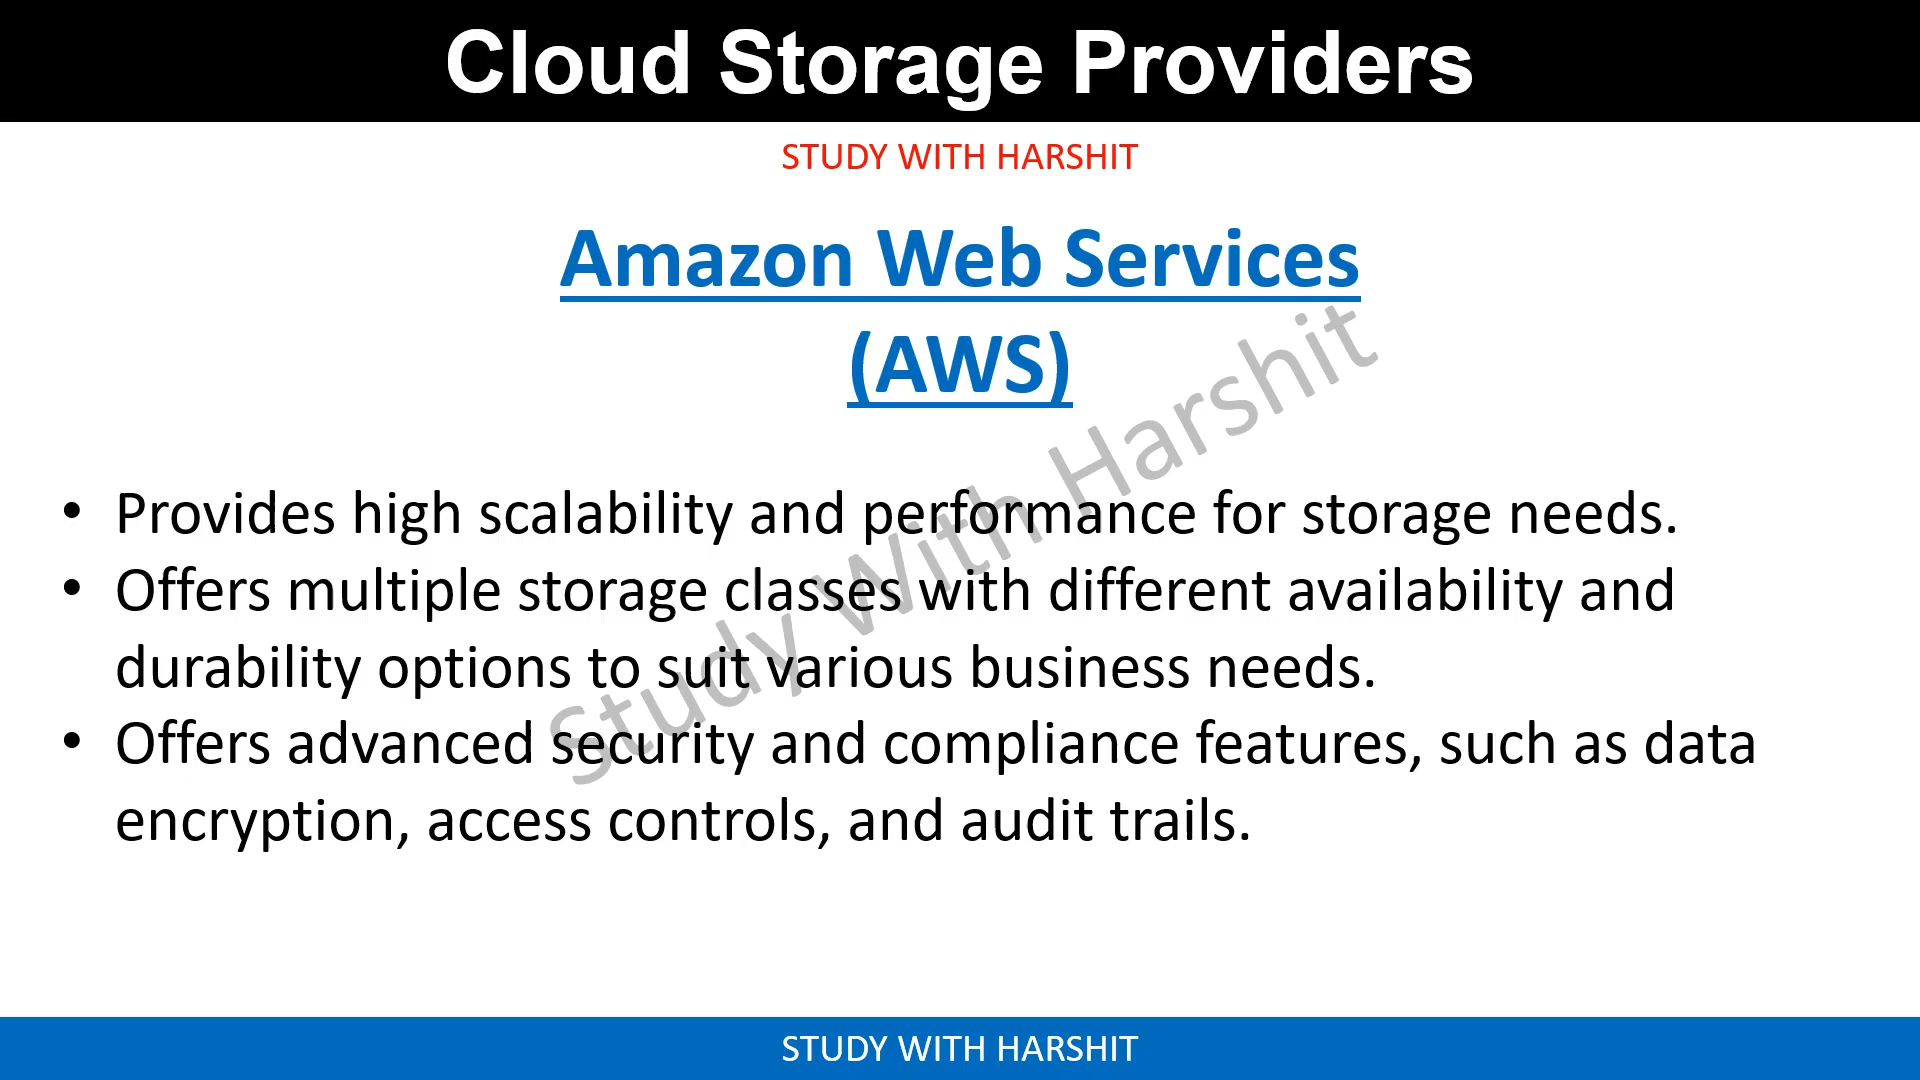 Cloud Storage Providers
STUDY WITH HARSHIT
Amazon Web Services
(AWS)
• Provides high scalability and performance for storage needs.
• Offers multiple storage classes with different availability and
durability options to suit various business needs.
• Offers advanced security and compliance features, such as data
encryption, access controls, and audit trails.
Study With Harshit
STUDY WITH HARSHIT